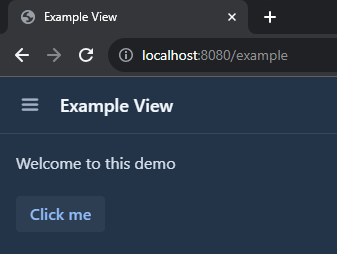 Example View
localhost:8080/example
Example View
Welcome to this demo
Click me